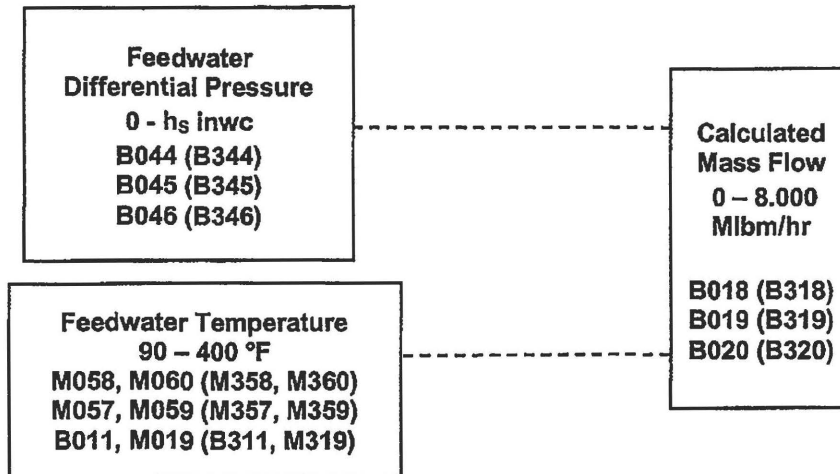 Feedwater
Differential Pressure
0 - hs inwc
B044 (B344)
B045 (B345)
B046 (B346)
Feedwater Temperature
90 – 400 °F
M058, M060 (M358, M360)
M057, M059 (M357, M359)
B011, M019 (B311, M319)
Calculated
Mass Flow
0 – 8.000
Mlbm/hr
B018 (B318)
B019 (B319)
B020 (B320)